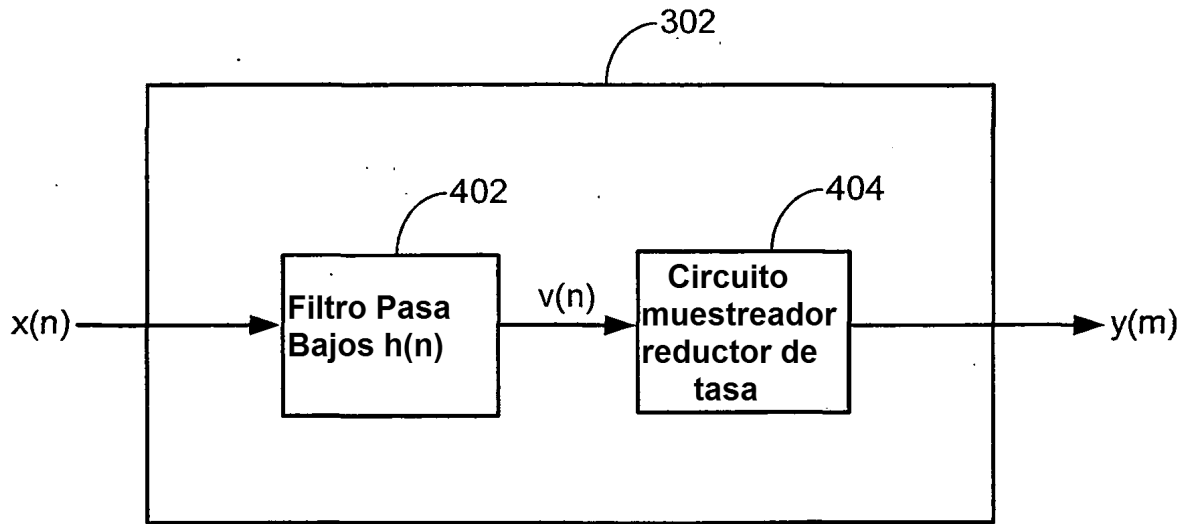 302
402
404
x(n)
Filtro Pasa
Bajos h(n)
v(n)
Circuito
muestreador
reductor de
tasa
y(m)